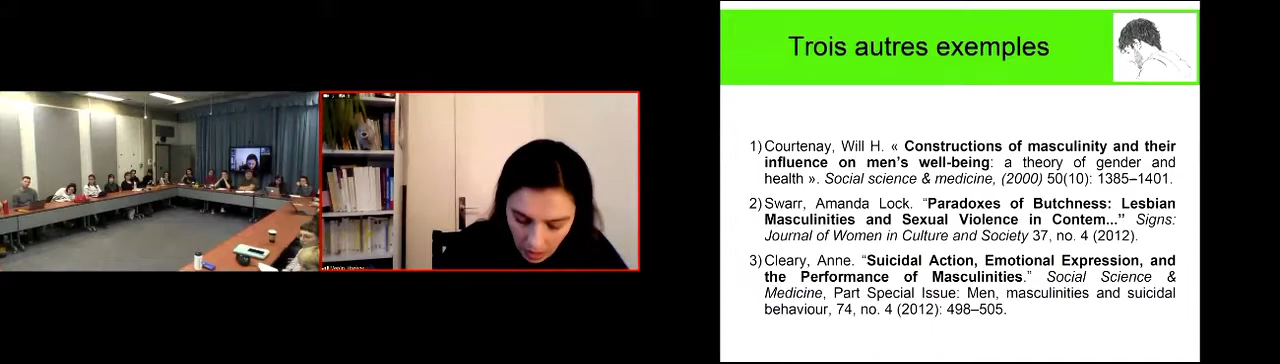 Trois autres exemples
1) Courtenay, Will H. « Constructions of masculinity and their
influence on men's well-being: a theory of gender and
health ». Social science & medicine, (2000) 50(10): 1385–1401.
2) Swarr, Amanda Lock. “Paradoxes of Butchness: Lesbian
Masculinities and Sexual Violence in Contem...” Signs:
Journal of Women in Culture and Society 37, no. 4 (2012).
3) Cleary, Anne. “Suicidal Action, Emotional Expression, and
the Performance of Masculinities.” Social Science &
Medicine, Part Special Issue: Men, masculinities and suicidal
behaviour, 74, no. 4 (2012): 498–505.